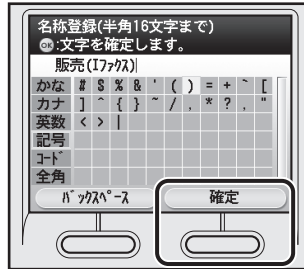 名称登録(半角16文字まで)
OK:文字を確定します。
販売(ｴﾌｧｸｽ)
かな # $ % & ' ( ) = + ` [
カナ ] ^ { } ~ / , * ? . "
英数 < > |
記号
ｺｰﾄﾞ
全角
ﾊﾞｯｸｽﾍﾟｰｽ 確定